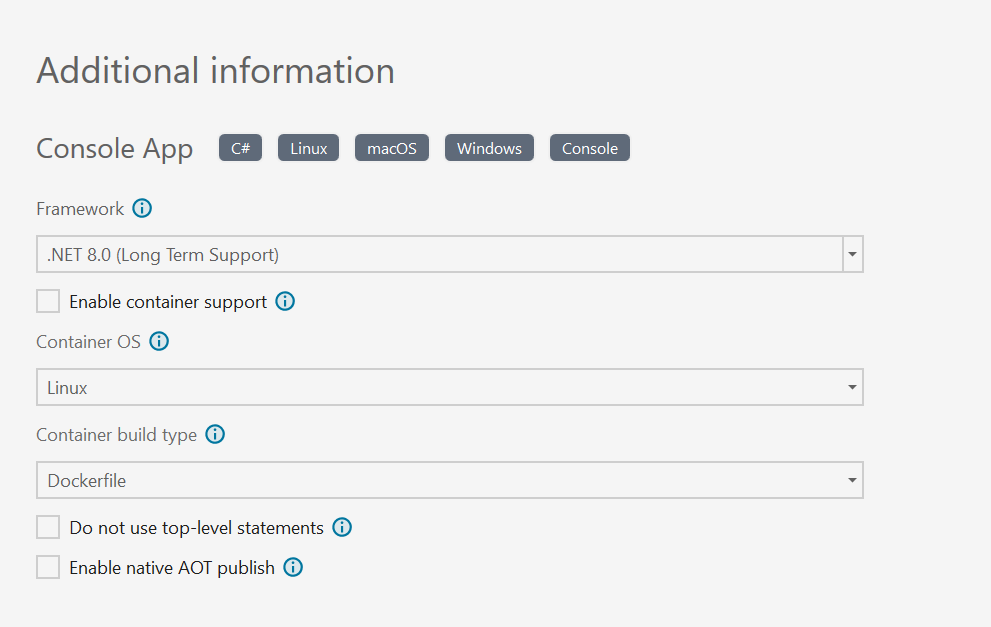 Additional information
Console App C# Linux macOS Windows Console
Framework
.NET 8.0 (Long Term Support)
Enable container support
Container OS
Linux
Container build type
Dockerfile
Do not use top-level statements
Enable native AOT publish